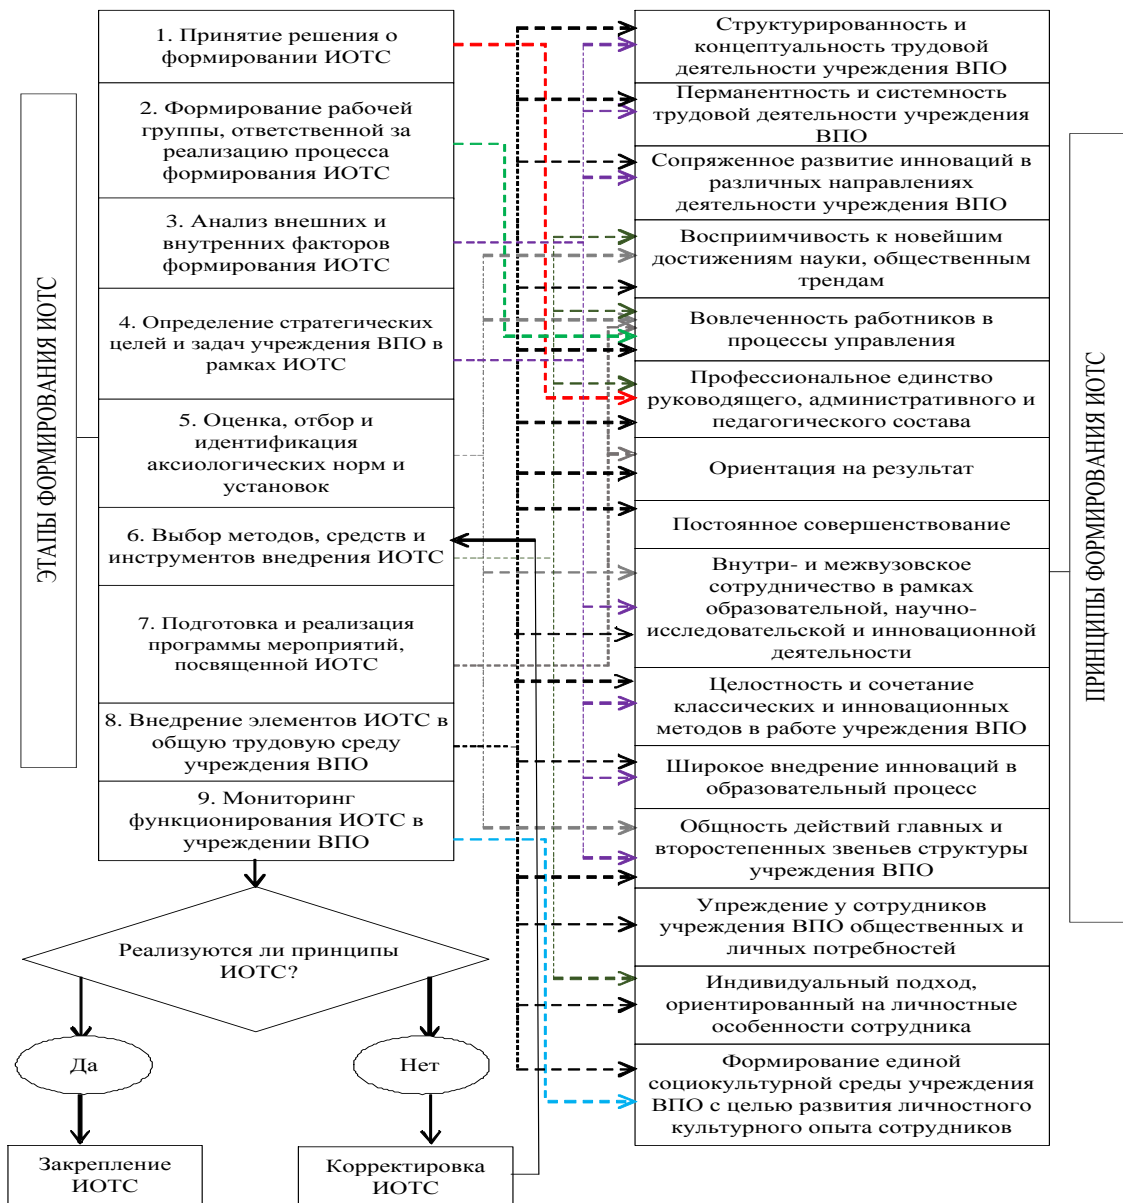 ЭТАПЫ ФОРМИРОВАНИЯ ИОТС
1. Принятие решения о
формировании ИОТС
2. Формирование рабочей
группы, ответственной за
реализацию процесса
формирования ИОТС
3. Анализ внешних и
внутренних факторов
формирования ИОТС
4. Определение стратегических
целей и задач учреждения ВПО в
рамках ИОТС
5. Оценка, отбор и
идентификация
аксиологических норм и
установок
6. Выбор методов, средств и
инструментов внедрения ИОТС
7. Подготовка и реализация
программы мероприятий,
посвященной ИОТС
8. Внедрение элементов ИОТС в
общую трудовую среду
учреждения ВПО
9. Мониторинг
функционирования ИОТС в
учреждении ВПО
Реализуются ли принципы
ИОТС?
Да
Нет
Закрепление
ИОТС
Корректировка
ИОТС
Структурированность и
концептуальность трудовой
деятельности учреждения ВПО
Перманентность и системность
трудовой деятельности учреждения
ВПО
Сопряженное развитие инноваций в
различных направлениях
деятельности учреждения ВПО
Восприимчивость к новейшим
достижениям науки, общественным
трендам
Вовлеченность работников в
процессы управления
Профессиональное единство
руководящего, административного и
педагогического состава
Ориентация на результат
Постоянное совершенствование
Внутри- и межвузовское
сотрудничество в рамках
образовательной, научно-
исследовательской и инновационной
деятельности
Целостность и сочетание
классических и инновационных
методов в работе учреждения ВПО
Широкое внедрение инноваций в
образовательный процесс
Общность действий главных и
второстепенных звеньев структуры
учреждения ВПО
Упреждение у сотрудников
учреждения ВПО общественных и
личных потребностей
Индивидуальный подход,
ориентированный на личностные
особенности сотрудника
Формирование единой
социокультурной среды учреждения
ВПО с целью развития личностного
культурного опыта сотрудников
ПРИНЦИПЫ ФОРМИРОВАНИЯ ИОТС